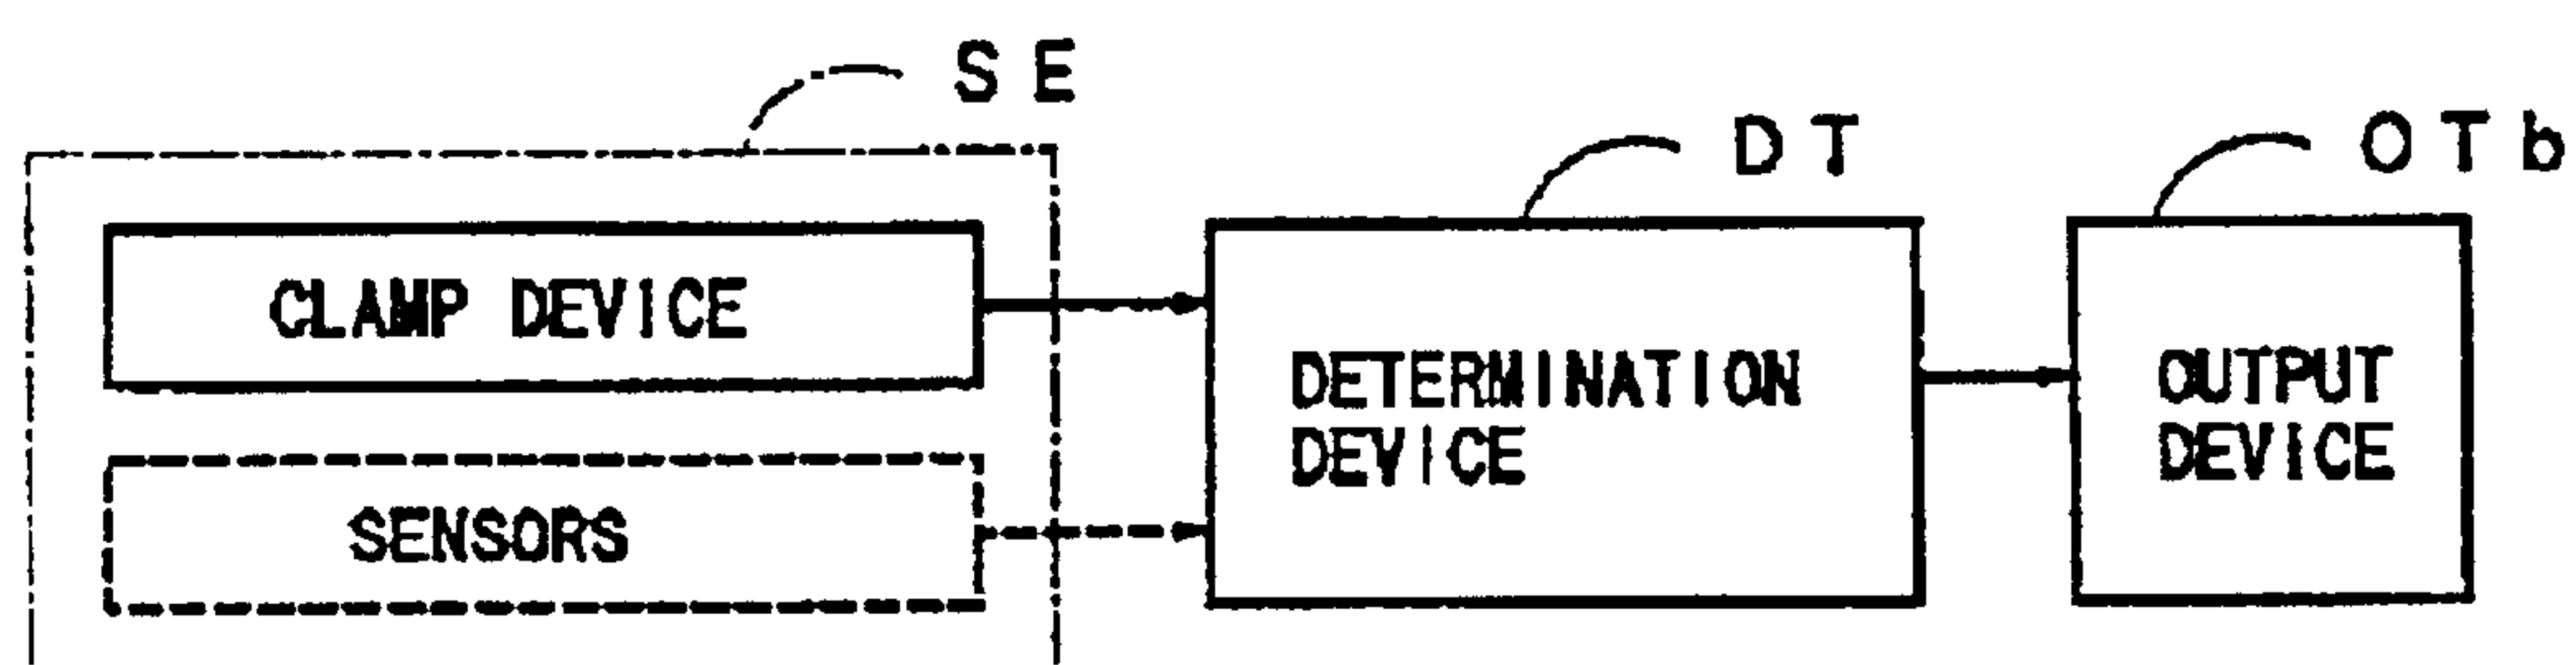 SE
DT
OTb
CLAMP DEVICE
DETERMINATION
DEVICE
OUTPUT
DEVICE
SENSORS